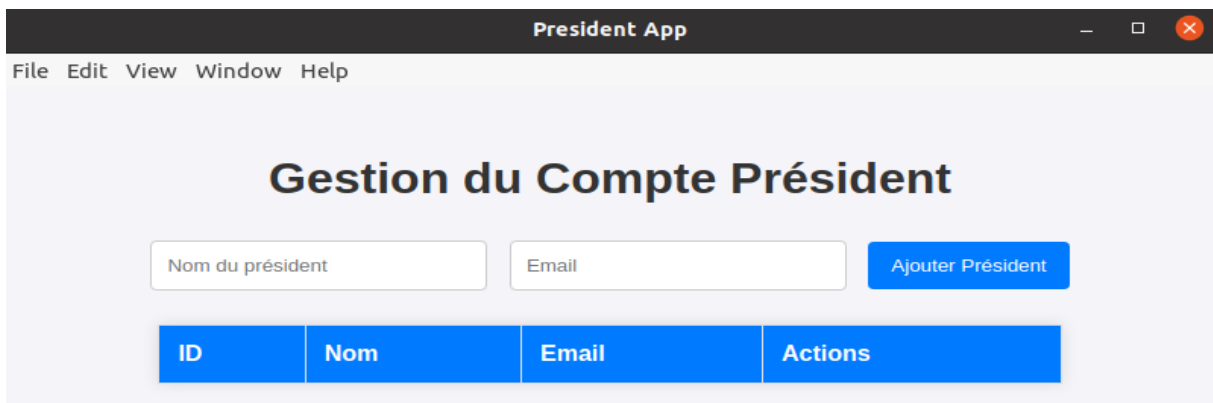 President App
File Edit View Window Help
Gestion du Compte Président
Nom du président Email Ajouter Président
ID Nom Email Actions